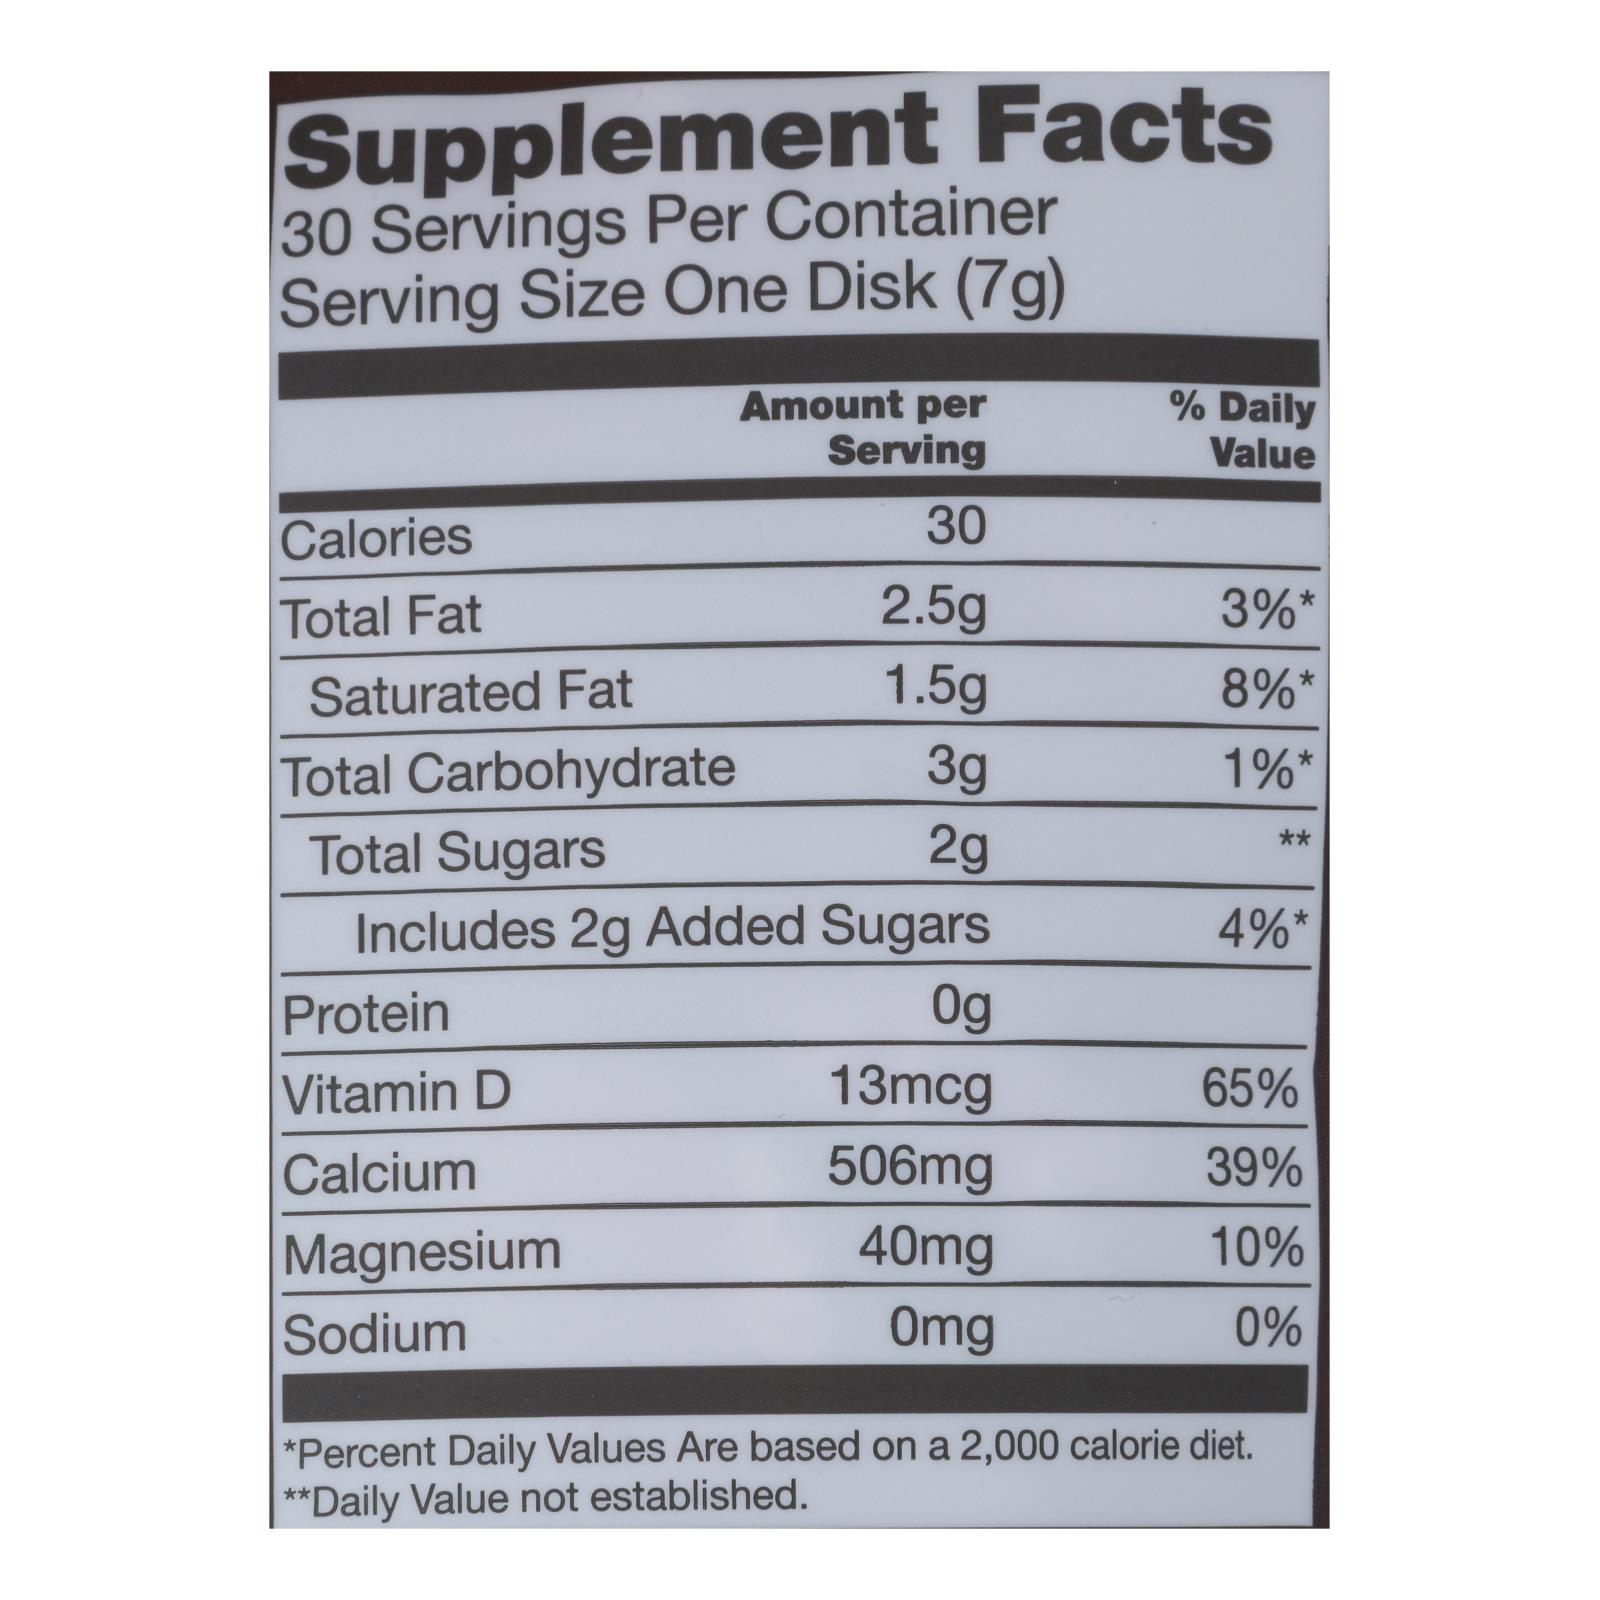 Supplement Facts
30 Servings Per Container
Serving Size One Disk (7g)
Amount per Serving % Daily Value
Calories 30
Total Fat 2.5g 3%*
Saturated Fat 1.5g 8%*
Total Carbohydrate 3g 1%*
Total Sugars 2g **
Includes 2g Added Sugars 4%*
Protein 0g
Vitamin D 13mcg 65%
Calcium 506mg 39%
Magnesium 40mg 10%
Sodium 0mg 0%
*Percent Daily Values Are based on a 2,000 calorie diet.
**Daily Value not established.